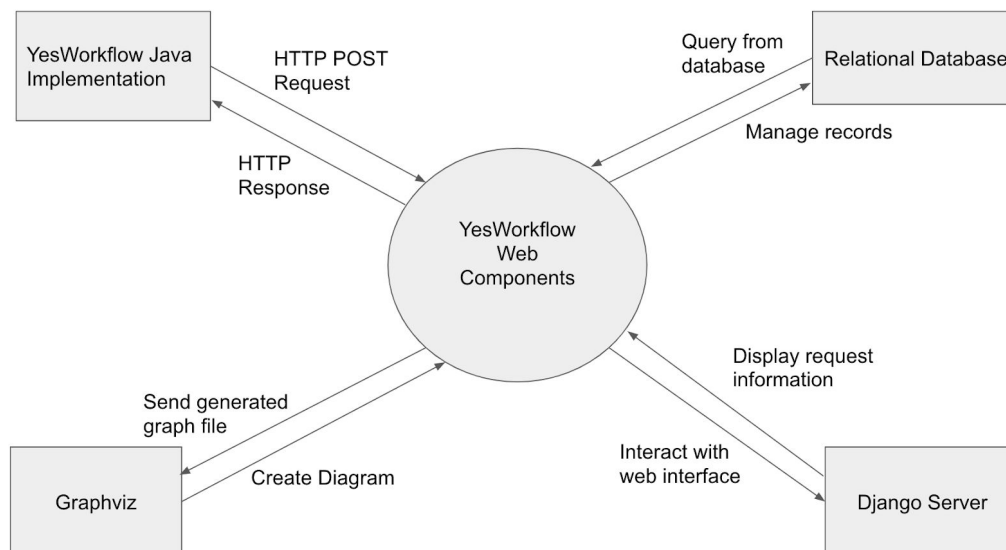 YesWorkflow Java
Implementation
HTTP POST
Request
HTTP
Response
Query from
database
Relational Database
Manage records
YesWorkflow
Web
Components
Send generated
graph file
Create Diagram
Graphviz
Display request
information
Interact with
web interface
Django Server